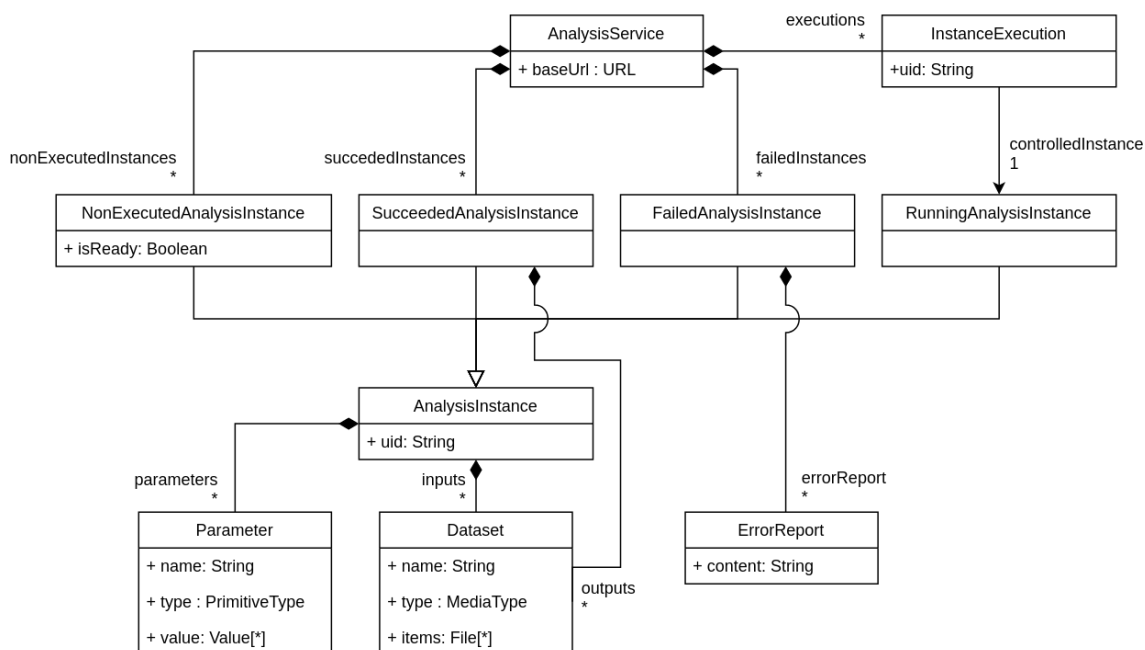 AnalysisService
+ baseUrl : URL
executions
*
InstanceExecution
+uid: String
nonExecutedInstances
*
succededInstances
*
failedInstances
*
controlledInstance
1
NonExecutedAnalysisInstance
+ isReady: Boolean
SucceededAnalysisInstance
FailedAnalysisInstance
RunningAnalysisInstance
AnalysisInstance
+ uid: String
parameters
*
inputs
*
errorReport
*
Parameter
+ name: String
+ type : PrimitiveType
+ value: Value[*]
Dataset
+ name: String
+ type : MediaType
+ items: File[*]
outputs
*
ErrorReport
+ content: String